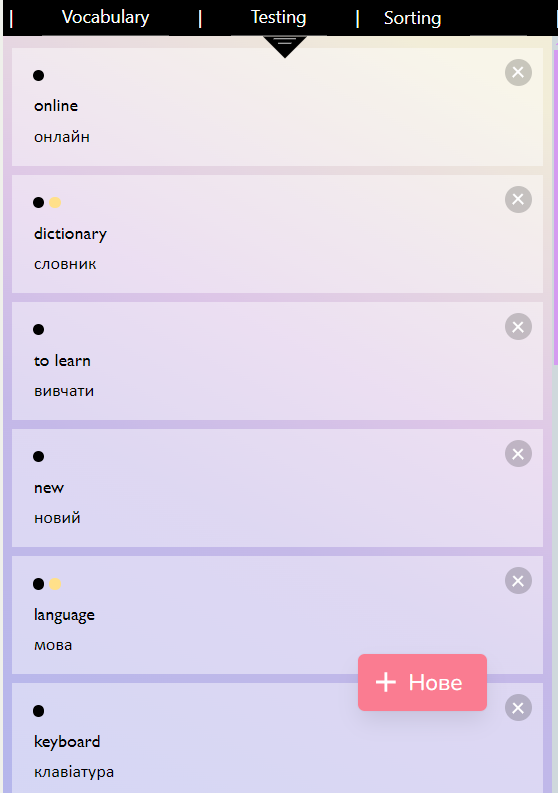 | Vocabulary | Testing | Sorting
online
онлайн
dictionary
словник
to learn
вивчати
new
новий
language
мова
+ Нове
keyboard
клавіатура